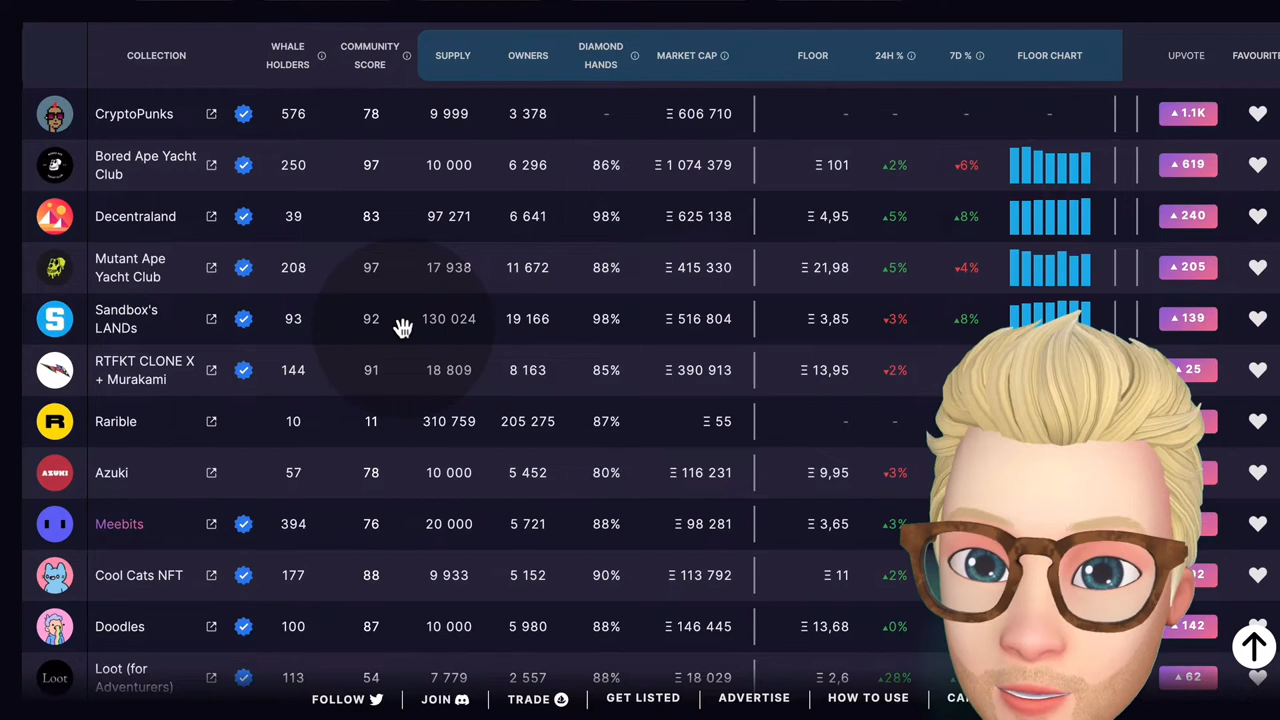 COLLECTION
WHALE HOLDERS
COMMUNITY SCORE
SUPPLY
OWNERS
DIAMOND HANDS
MARKET CAP
FLOOR
24H %
7D %
FLOOR CHART
UPVOTE
FAVOURITE
CryptoPunks 576 78 9 999 3 378 - Ξ 606 710 - - - - 1.1K
Bored Ape Yacht Club 250 97 10 000 6 296 86% Ξ 1 074 379 Ξ 101 ▲2% ▼6% 619
Decentraland 39 83 97 271 6 641 98% Ξ 625 138 Ξ 4,95 ▲5% ▲8% 240
Mutant Ape Yacht Club 208 97 17 938 11 672 88% Ξ 415 330 Ξ 21,98 ▲5% ▼4% 205
S Sandbox's LANDs 93 92 130 024 19 166 98% Ξ 516 804 Ξ 3,85 ▼3% ▲8% 139
RTFKT CLONE X + Murakami 144 91 18 809 8 163 85% Ξ 390 913 Ξ 13,95 ▼2% 25
R Rarible 10 11 310 759 205 275 87% Ξ 55 - -
AZUKI Azuki 57 78 10 000 5 452 80% Ξ 116 231 Ξ 9,95 ▼3%
Meebits 394 76 20 000 5 721 88% Ξ 98 281 Ξ 3,65 ▲3%
Cool Cats NFT 177 88 9 933 5 152 90% Ξ 113 792 Ξ 11 ▲2%
Doodles 100 87 10 000 5 980 88% Ξ 146 445 Ξ 13,68 ▲0% 142
Loot Loot (for Adventurers) 113 54 7 779 2 557 88% Ξ 18 029 Ξ 2,6 ▲28% 62
FOLLOW JOIN TRADE GET LISTED ADVERTISE HOW TO USE